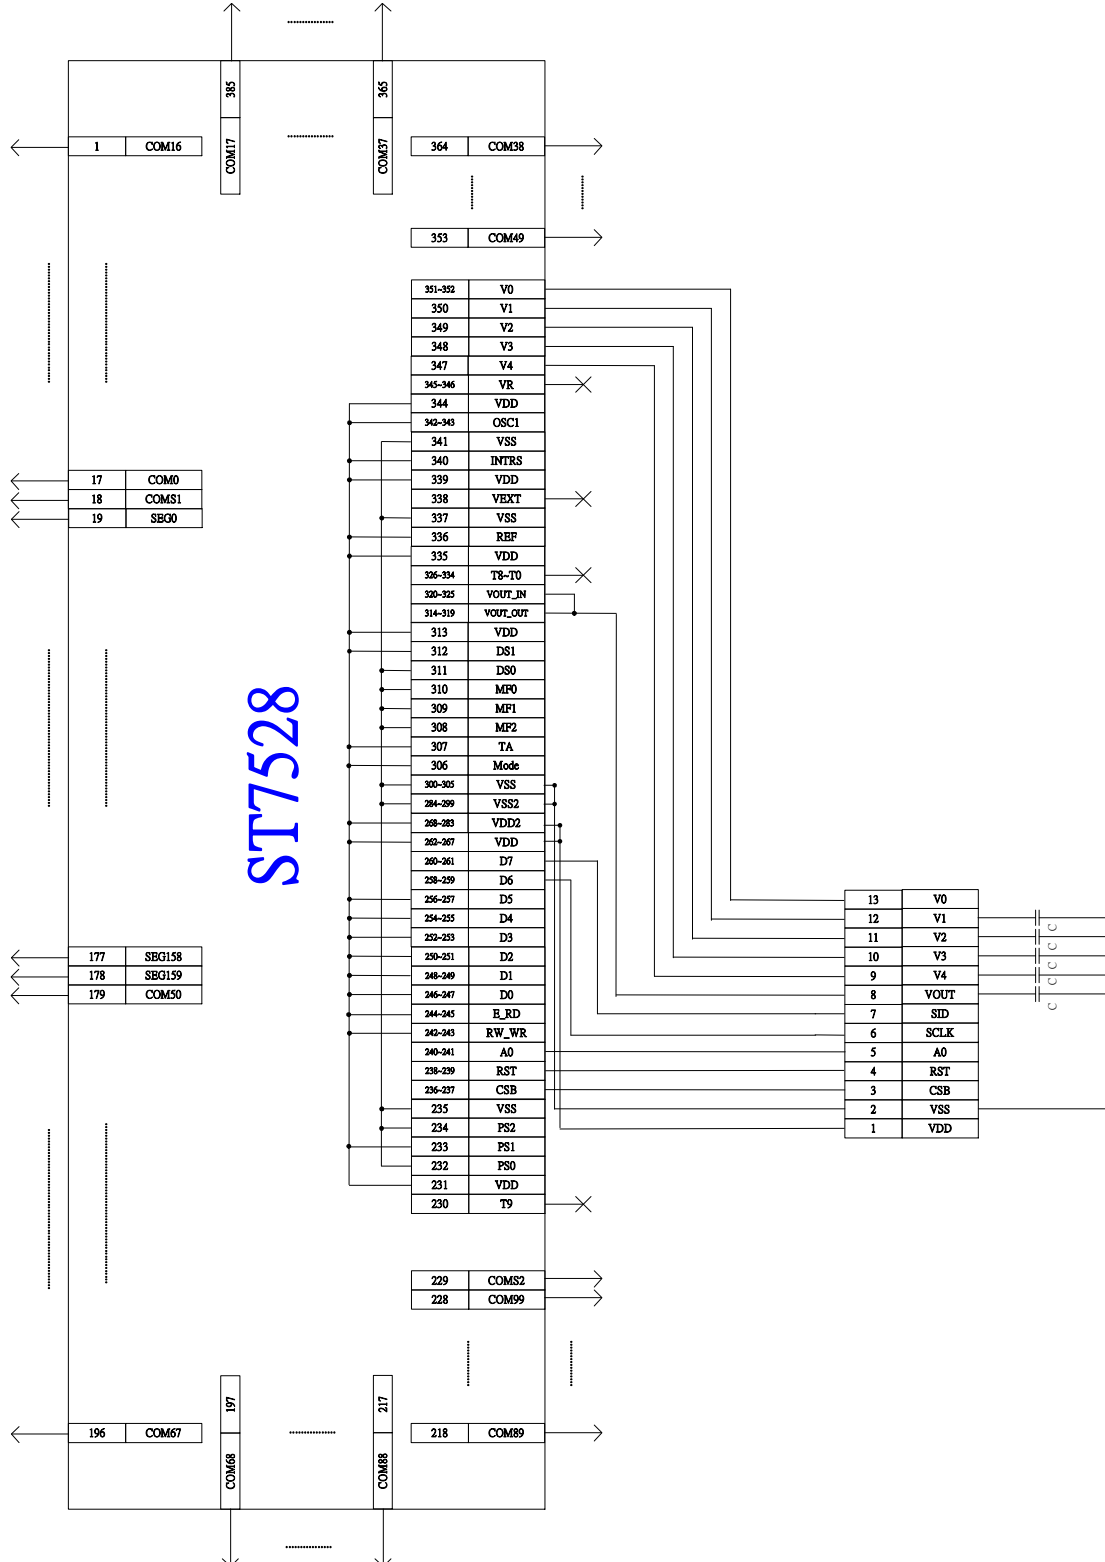 385
COM17
365
COM37
1 COM16
364 COM38
353 COM49
351~352 V0
350 V1
349 V2
348 V3
347 V4
345~346 VR
344 VDD
342~343 OSC1
341 VSS
340 INTRS
339 VDD
338 VEXT
337 VSS
336 REF
335 VDD
326~334 T8~T0
320~325 VOUT_IN
314~319 VOUT_OUT
313 VDD
312 DS1
311 DS0
310 MF0
309 MF1
308 MF2
307 TA
306 Mode
300~305 VSS
284~299 VSS2
268~283 VDD2
262~267 VDD
260~261 D7
258~259 D6
256~257 D5
254~255 D4
252~253 D3
250~251 D2
248~249 D1
246~247 D0
244~245 E_RD
242~243 RW_WR
240~241 A0
238~239 RST
236~237 CSB
235 VSS
234 PS2
233 PS1
232 PS0
231 VDD
230 T9
17 COM0
18 COMS1
19 SEG0
ST7528
177 SEG158
178 SEG159
179 COM50
13 V0
12 V1
11 V2
10 V3
9 V4
8 VOUT
7 SID
6 SCLK
5 A0
4 RST
3 CSB
2 VSS
1 VDD
C
C
C
C
C
229 COMS2
228 COM99
196 COM67
197
COM68
217
COM88
218 COM89